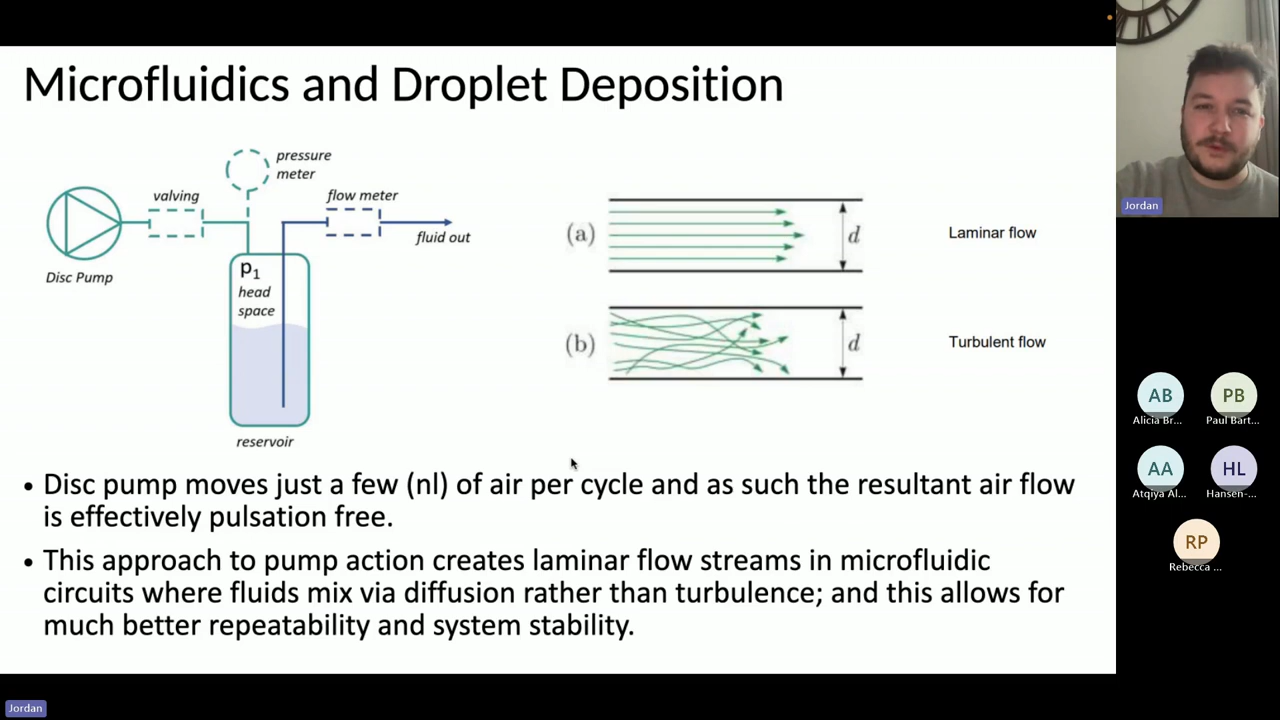 Microfluidics and Droplet Deposition
pressure
meter
valving
flow meter
fluid out
Disc Pump
p1
head
space
reservoir
(a)
d
Laminar flow
(b)
d
Turbulent flow
• Disc pump moves just a few (nl) of air per cycle and as such the resultant air flow
is effectively pulsation free.
• This approach to pump action creates laminar flow streams in microfluidic
circuits where fluids mix via diffusion rather than turbulence; and this allows for
much better repeatability and system stability.
Jordan
AB
Alicia Br...
PB
Paul Bart...
AA
Atqiya Al...
HL
Hansen-...
RP
Rebecca ...
Jordan